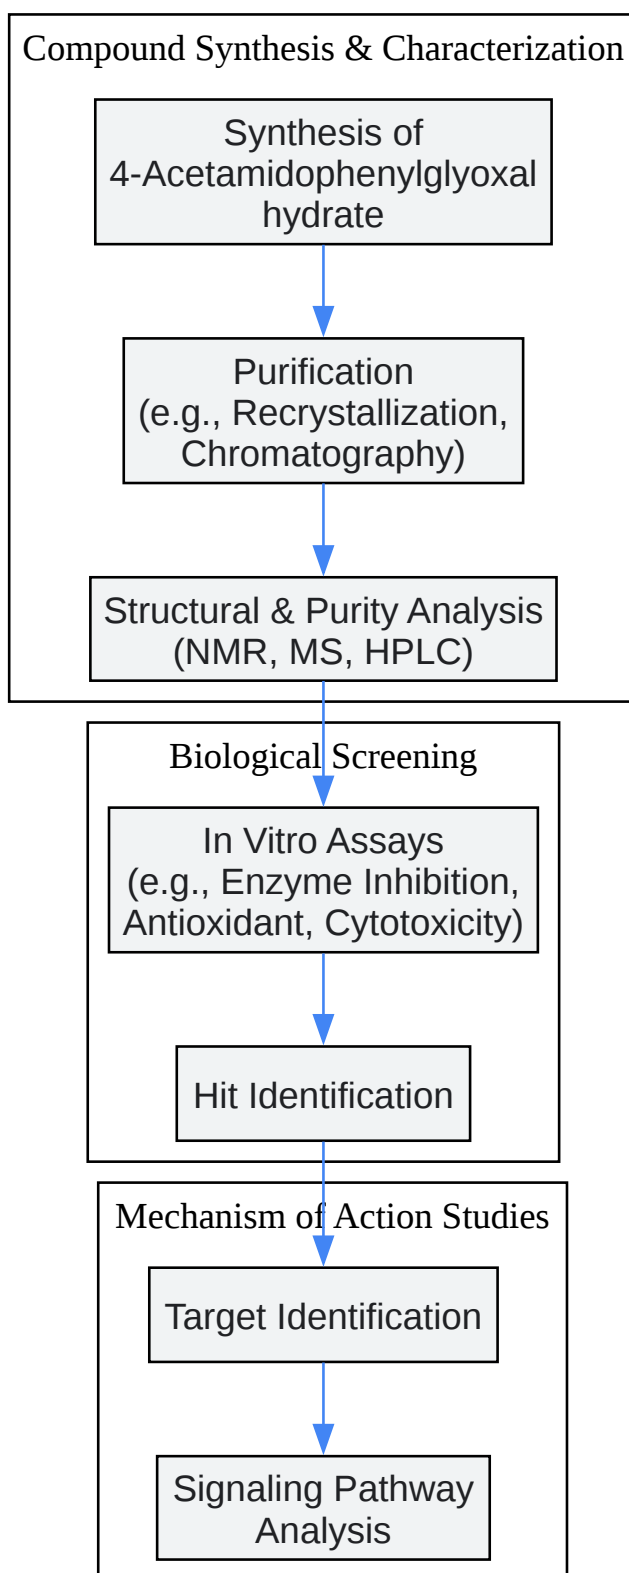 Compound Synthesis & Characterization
Synthesis of
4-Acetamidophenylglyoxal
hydrate
Purification
(e.g., Recrystallization,
Chromatography)
Structural & Purity Analysis
(NMR, MS, HPLC)
Biological Screening
In Vitro Assays
(e.g., Enzyme Inhibition,
Antioxidant, Cytotoxicity)
Hit Identification
Mechanism of Action Studies
Target Identification
Signaling Pathway
Analysis